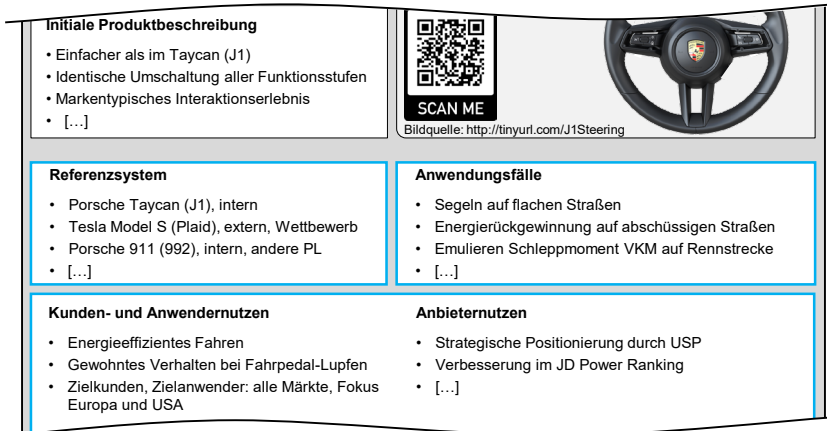 Initiale Produktbeschreibung
• Einfacher als im Taycan (J1)
• Identische Umschaltung aller Funktionsstufen
• Markentypisches Interaktionserlebnis
• […]
SCAN ME
Bildquelle: http://tinyurl.com/J1Steering
Referenzsystem
• Porsche Taycan (J1), intern
• Tesla Model S (Plaid), extern, Wettbewerb
• Porsche 911 (992), intern, andere PL
• […]
Anwendungsfälle
• Segeln auf flachen Straßen
• Energierückgewinnung auf abschüssigen Straßen
• Emulieren Schleppmoment VKM auf Rennstrecke
• […]
Kunden- und Anwendernutzen
• Energieeffizientes Fahren
• Gewohntes Verhalten bei Fahrpedal-Lupfen
• Zielkunden, Zielanwender: alle Märkte, Fokus
Europa und USA
Anbieternutzen
• Strategische Positionierung durch USP
• Verbesserung im JD Power Ranking
• […]